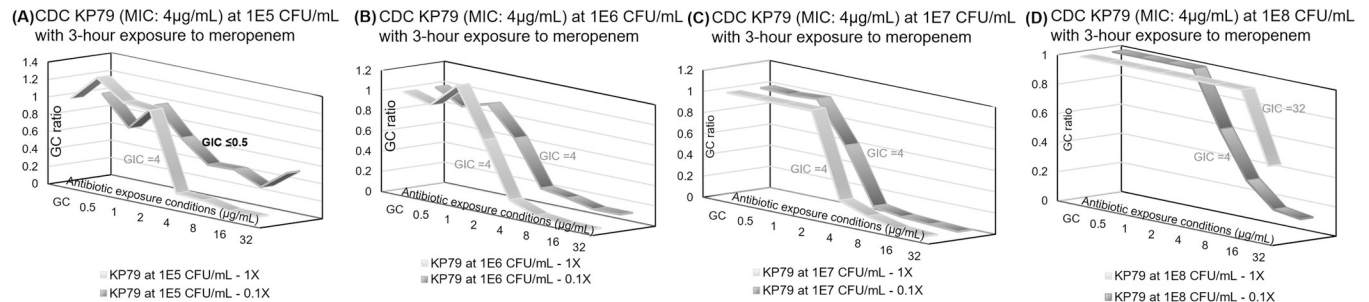 (A) CDC KP79 (MIC: 4µg/mL) at 1E5 CFU/mL
with 3-hour exposure to meropenem
1.4
1.2
1
0.8
0.6
0.4
0.2
0
GC ratio
GIC =4
GIC ≤0.5
Antibiotic exposure conditions (µg/mL)
GC 0.5 1 2 4 8 16 32
KP79 at 1E5 CFU/mL - 1X
KP79 at 1E5 CFU/mL - 0.1X
(B) CDC KP79 (MIC: 4µg/mL) at 1E6 CFU/mL
with 3-hour exposure to meropenem
1.2
1
0.8
0.6
0.4
0.2
0
GC ratio
GIC =4
GIC =4
Antibiotic exposure conditions (µg/mL)
GC 0.5 1 2 4 8 16 32
KP79 at 1E6 CFU/mL - 1X
KP79 at 1E6 CFU/mL - 0.1X
(C) CDC KP79 (MIC: 4µg/mL) at 1E7 CFU/mL
with 3-hour exposure to meropenem
1.2
1
0.8
0.6
0.4
0.2
0
GC ratio
GIC =4
GIC =4
Antibiotic exposure conditions (µg/mL)
GC 0.5 1 2 4 8 16 32
KP79 at 1E7 CFU/mL - 1X
KP79 at 1E7 CFU/mL - 0.1X
(D) CDC KP79 (MIC: 4µg/mL) at 1E8 CFU/mL
with 3-hour exposure to meropenem
1
0.8
0.6
0.4
0.2
0
GC ratio
GIC =32
GIC =4
Antibiotic exposure conditions (µg/mL)
GC 0.5 1 2 4 8 16 32
KP79 at 1E8 CFU/mL - 1X
KP79 at 1E8 CFU/mL - 0.1X